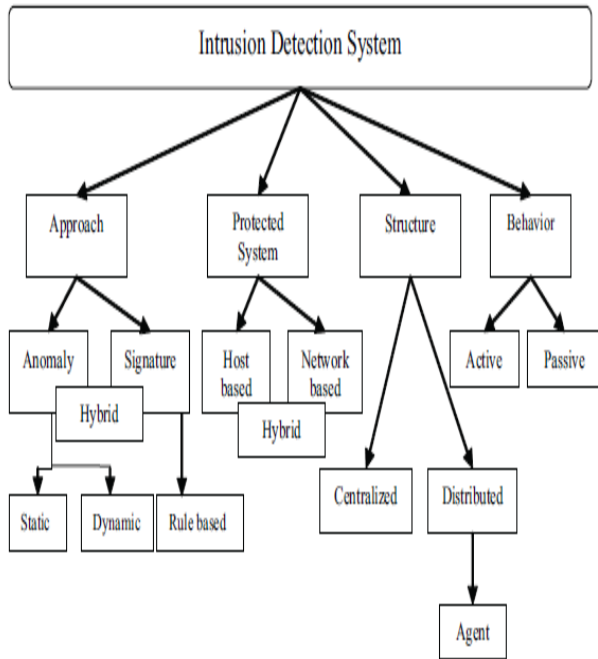 Intrusion Detection System
Approach
Protected
System
Structure
Behavior
Anomaly
Signature
Hybrid
Host
based
Network
based
Hybrid
Active
Passive
Centralized
Distributed
Static
Dynamic
Rule based
Agent